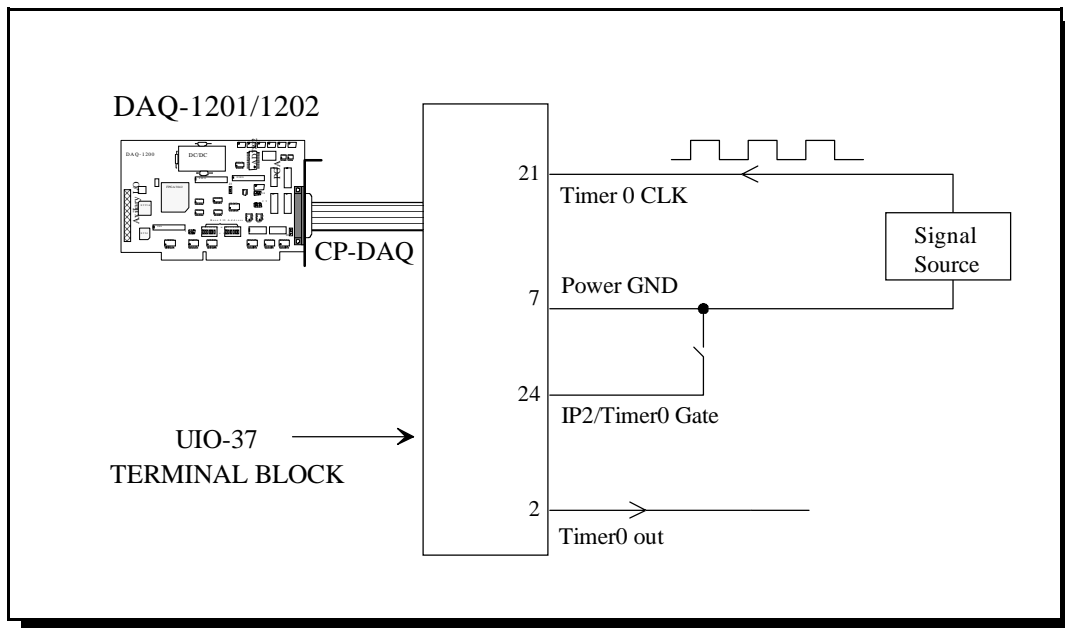 DAQ-1201/1202
DAQ-1200
DC/DC
CP-DAQ
21
Timer 0 CLK
Signal
Source
7
Power GND
24
IP2/Timer0 Gate
UIO-37
TERMINAL BLOCK
2
Timer0 out